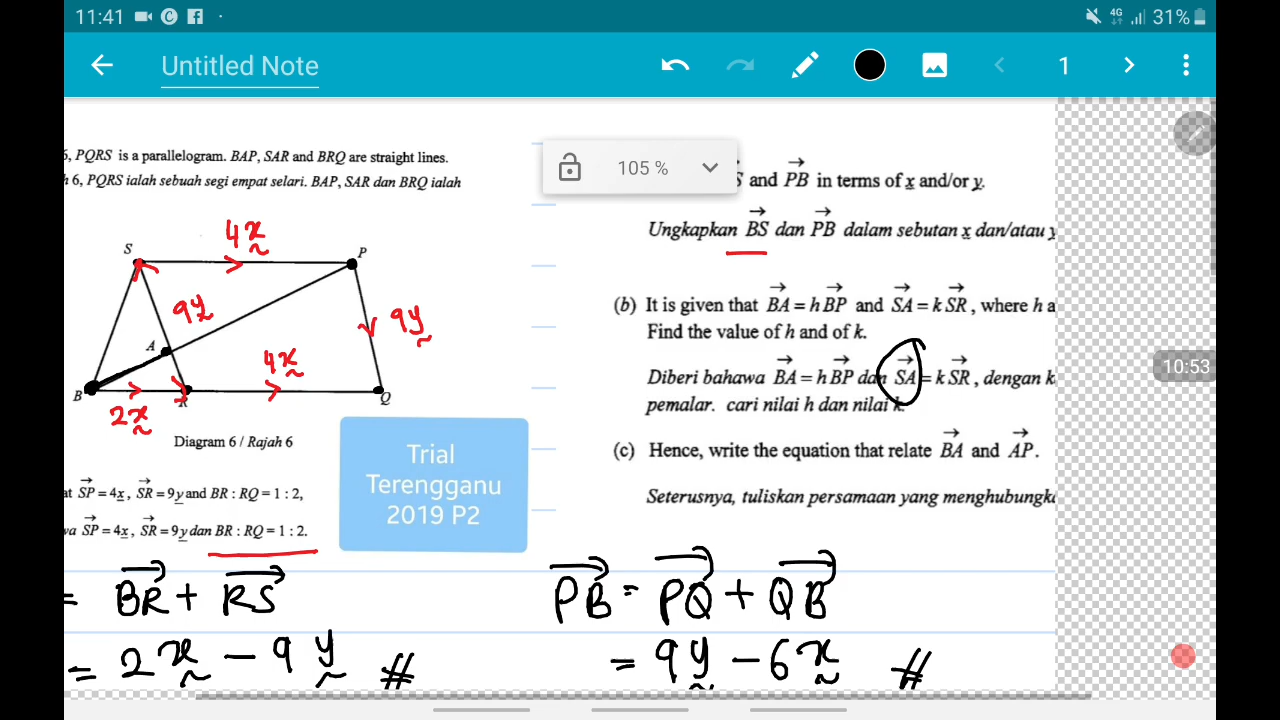 11:41 4G 31%
Untitled Note 1
5, PQRS is a parallelogram. BAP, SAR and BRQ are straight lines.
h 6, PQRS ialah sebuah segi empat selari. BAP, SAR dan BRQ ialah
105 %
S and PB in terms of x and/or y.
Ungkapkan BS dan PB dalam sebutan x dan/atau y
S 4x P
9y 9y
A 4x
B R Q
2x
Diagram 6 / Rajah 6
(b) It is given that BA = h BP and SA = k SR, where h a
Find the value of h and of k.
Diberi bahawa BA = h BP dan SA = k SR, dengan k
pemalar. cari nilai h dan nilai k.
10:53
(c) Hence, write the equation that relate BA and AP.
Seterusnya, tuliskan persamaan yang menghubungka
Trial
Terengganu
2019 P2
at SP = 4x, SR = 9y and BR : RQ = 1 : 2,
wa SP = 4x, SR = 9y dan BR : RQ = 1 : 2.
= BR + RS
= 2x - 9y #
PB = PQ + QB
= 9y - 6x #